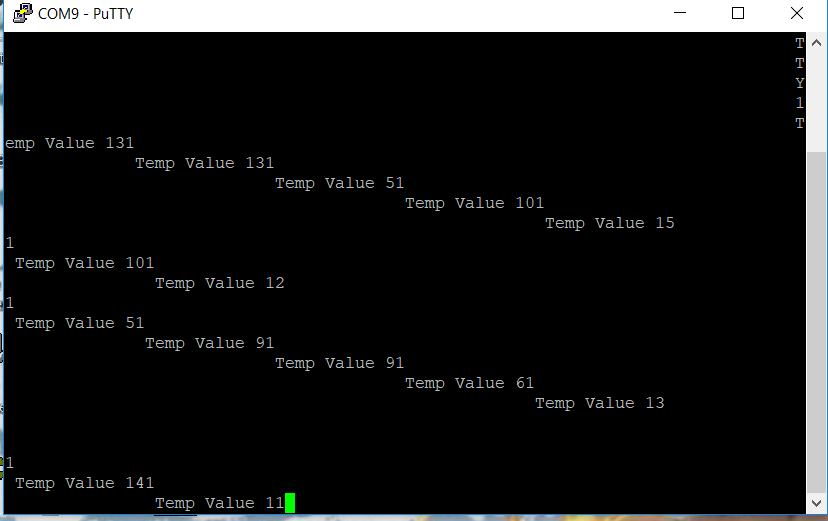 COM9 - PuTTY
T
T
Y
1
T
emp Value 131
Temp Value 131
Temp Value 51
Temp Value 101
Temp Value 15
1
Temp Value 101
Temp Value 12
1
Temp Value 51
Temp Value 91
Temp Value 91
Temp Value 61
Temp Value 13
1
Temp Value 141
Temp Value 11